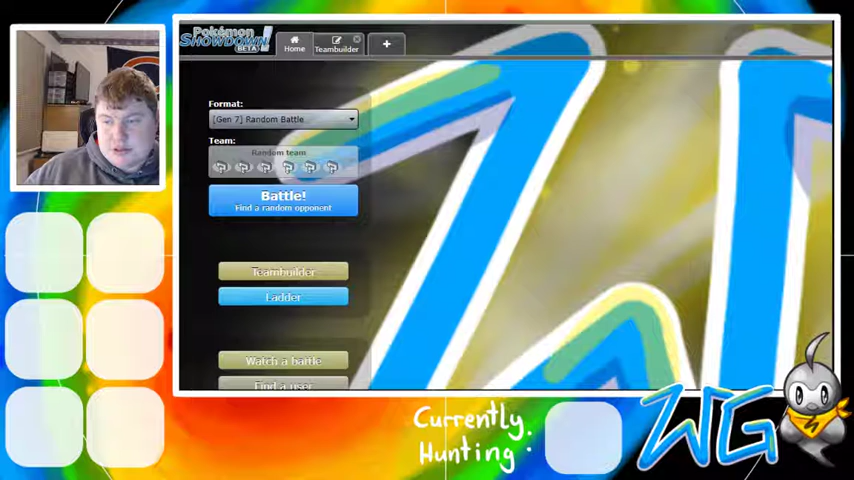 Pokémon
SHOWDOWN!
BETA
Home
Teambuilder
+
Format:
[Gen 7] Random Battle
Team:
Random team
Battle!
Find a random opponent
Teambuilder
Ladder
Watch a battle
Find a user
Currently
Hunting:
WG